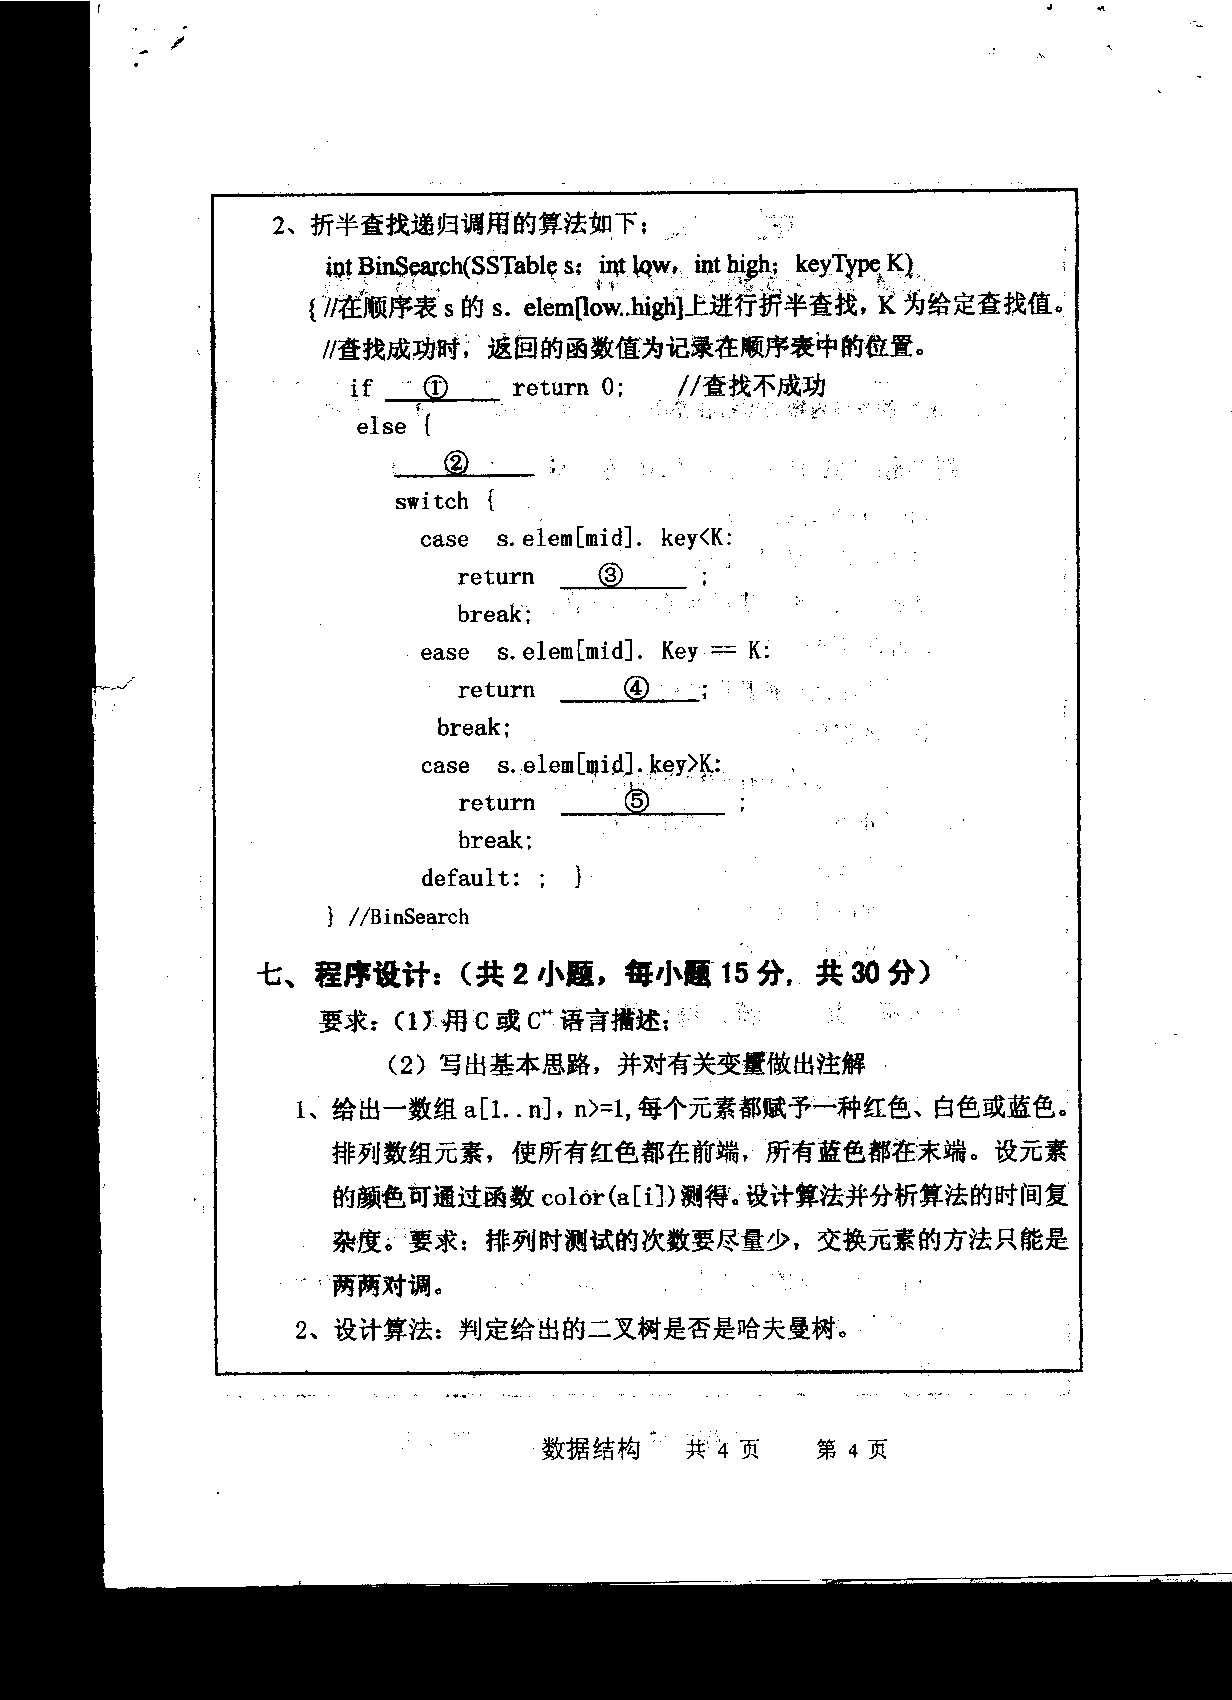 2、折半查找递归调用的算法如下:
int BinSearch(SSTable s; int low, int high; keyType K)
{ //在顺序表 s 的 s. elem[low..high]上进行折半查找，K 为给定查找值。
//查找成功时，返回的函数值为记录在顺序表中的位置。
if ① return 0; //查找不成功
else {
② ;
switch {
case s.elem[mid]. key<K:
return ③ ;
break;
ease s.elem[mid]. Key == K:
return ④ ;
break;
case s.elem[mid].key>K:
return ⑤ ;
break;
default: ; }
} //BinSearch
七、程序设计:（共 2 小题，每小题 15 分, 共 30 分）
要求:（1）用 C 或 C++ 语言描述;
（2）写出基本思路，并对有关变量做出注解
1、给出一数组 a[1..n], n>=1, 每个元素都赋予一种红色、白色或蓝色。
排列数组元素，使所有红色都在前端，所有蓝色都在末端。设元素
的颜色可通过函数 color(a[i])测得。设计算法并分析算法的时间复
杂度。要求：排列时测试的次数要尽量少，交换元素的方法只能是
两两对调。
2、设计算法：判定给出的二叉树是否是哈夫曼树。
数据结构 共 4 页 第 4 页